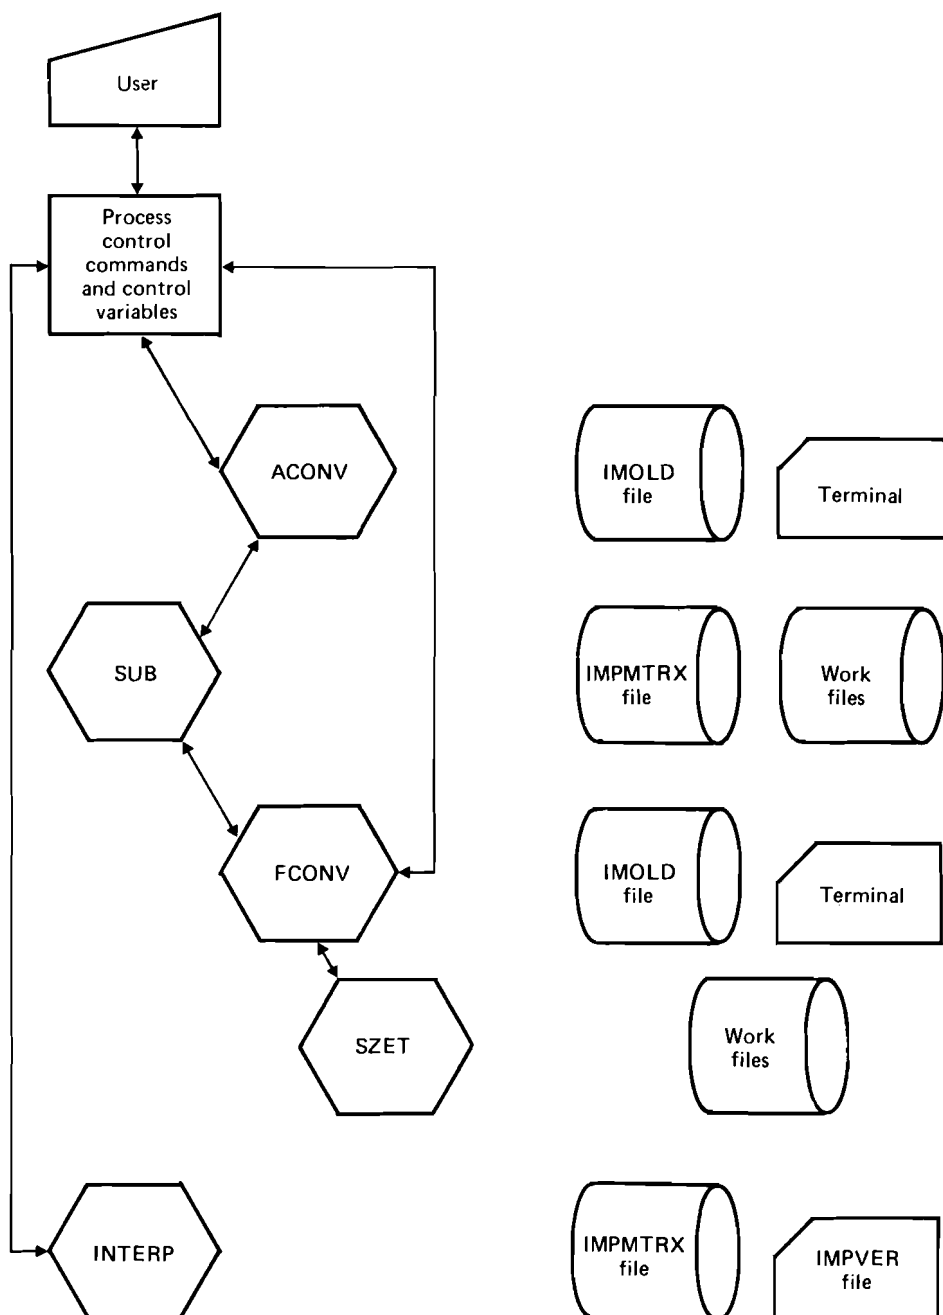 User
Process
control
commands
and control
variables
ACONV
IMOLD
file
Terminal
SUB
IMPMTRX
file
Work
files
FCONV
IMOLD
file
Terminal
SZET
Work
files
INTERP
IMPMTRX
file
IMPVER
file